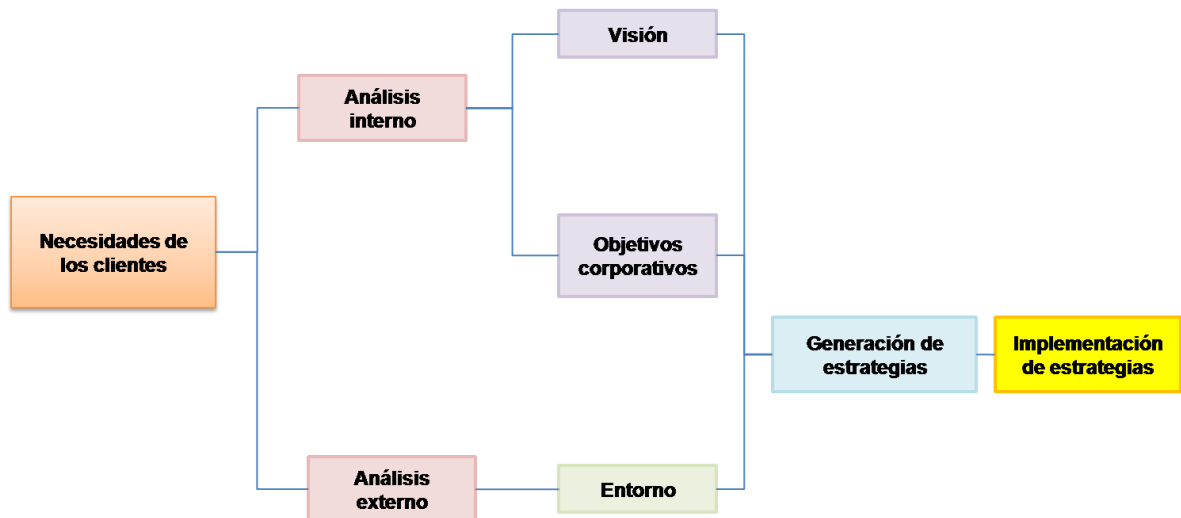 Visión
Análisis
interno
Necesidades de
los clientes
Objetivos
corporativos
Generación de
estrategias
Implementación
de estrategias
Análisis
externo
Entorno